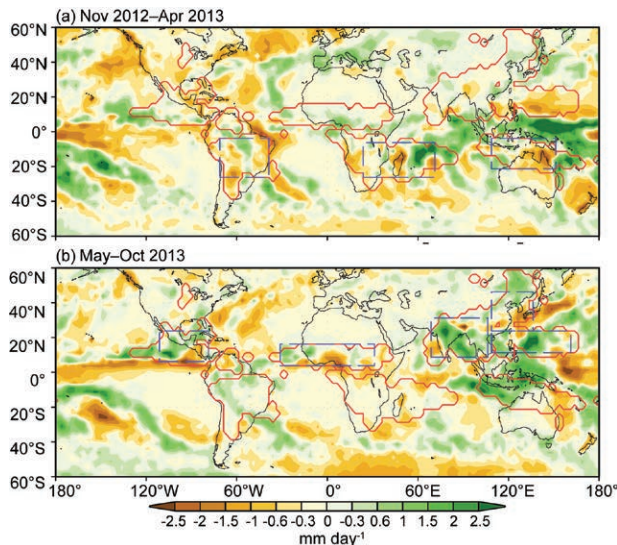 (a) Nov 2012–Apr 2013
60°N
40°N
20°N
0°
20°S
40°S
60°S
(b) May–Oct 2013
60°N
40°N
20°N
0°
20°S
40°S
60°S
180° 120°W 60°W 0° 60°E 120°E 180°
-2.5 -2 -1.5 -1 -0.6 -0.3 0 0.3 0.6 1 1.5 2 2.5
mm day⁻¹